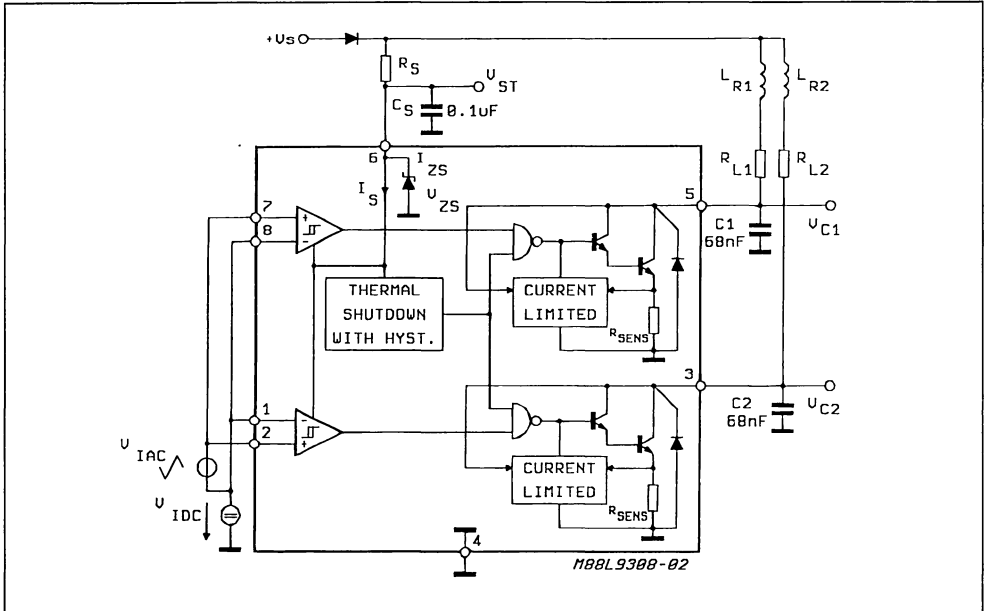 +Vs
RS
VST
CS
0.1uF
LR1
LR2
RL1
RL2
6
IZS
IS
VZS
7
8
+
-
5
C1
68nF
VC1
THERMAL
SHUTDOWN
WITH HYST.
CURRENT
LIMITED
RSENS
3
C2
68nF
VC2
1
2
-
+
CURRENT
LIMITED
RSENS
VIAC
VIDC
4
M88L9308-02